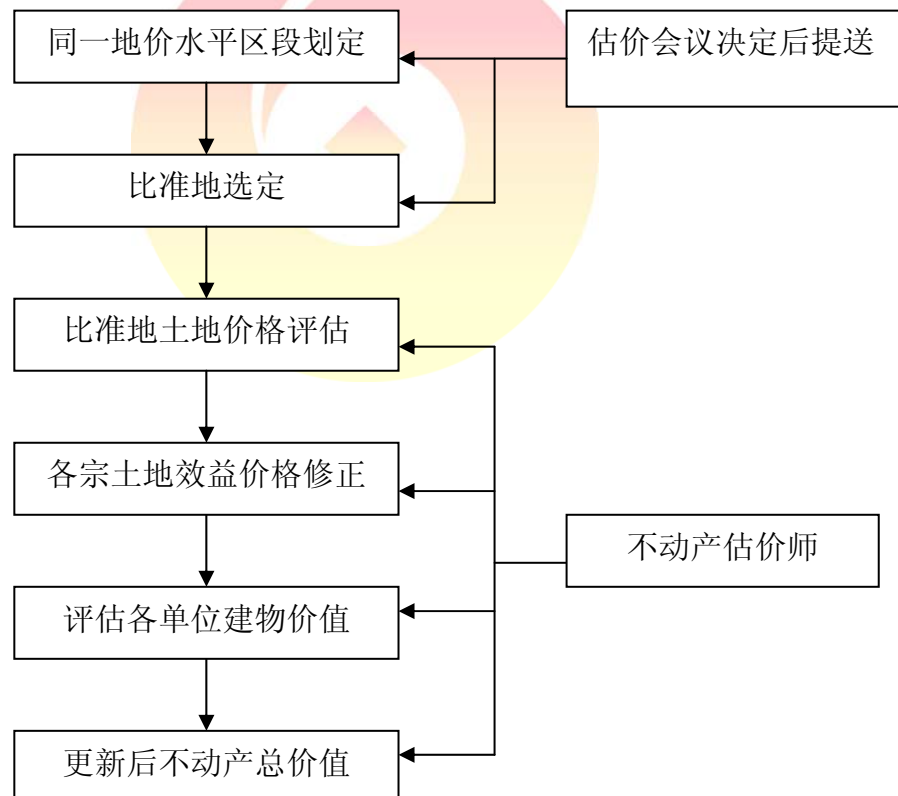 同一地价水平区段划定
估价会议决定后提送
比准地选定
比准地土地价格评估
各宗土地效益价格修正
不动产估价师
评估各单位建物价值
更新后不动产总价值